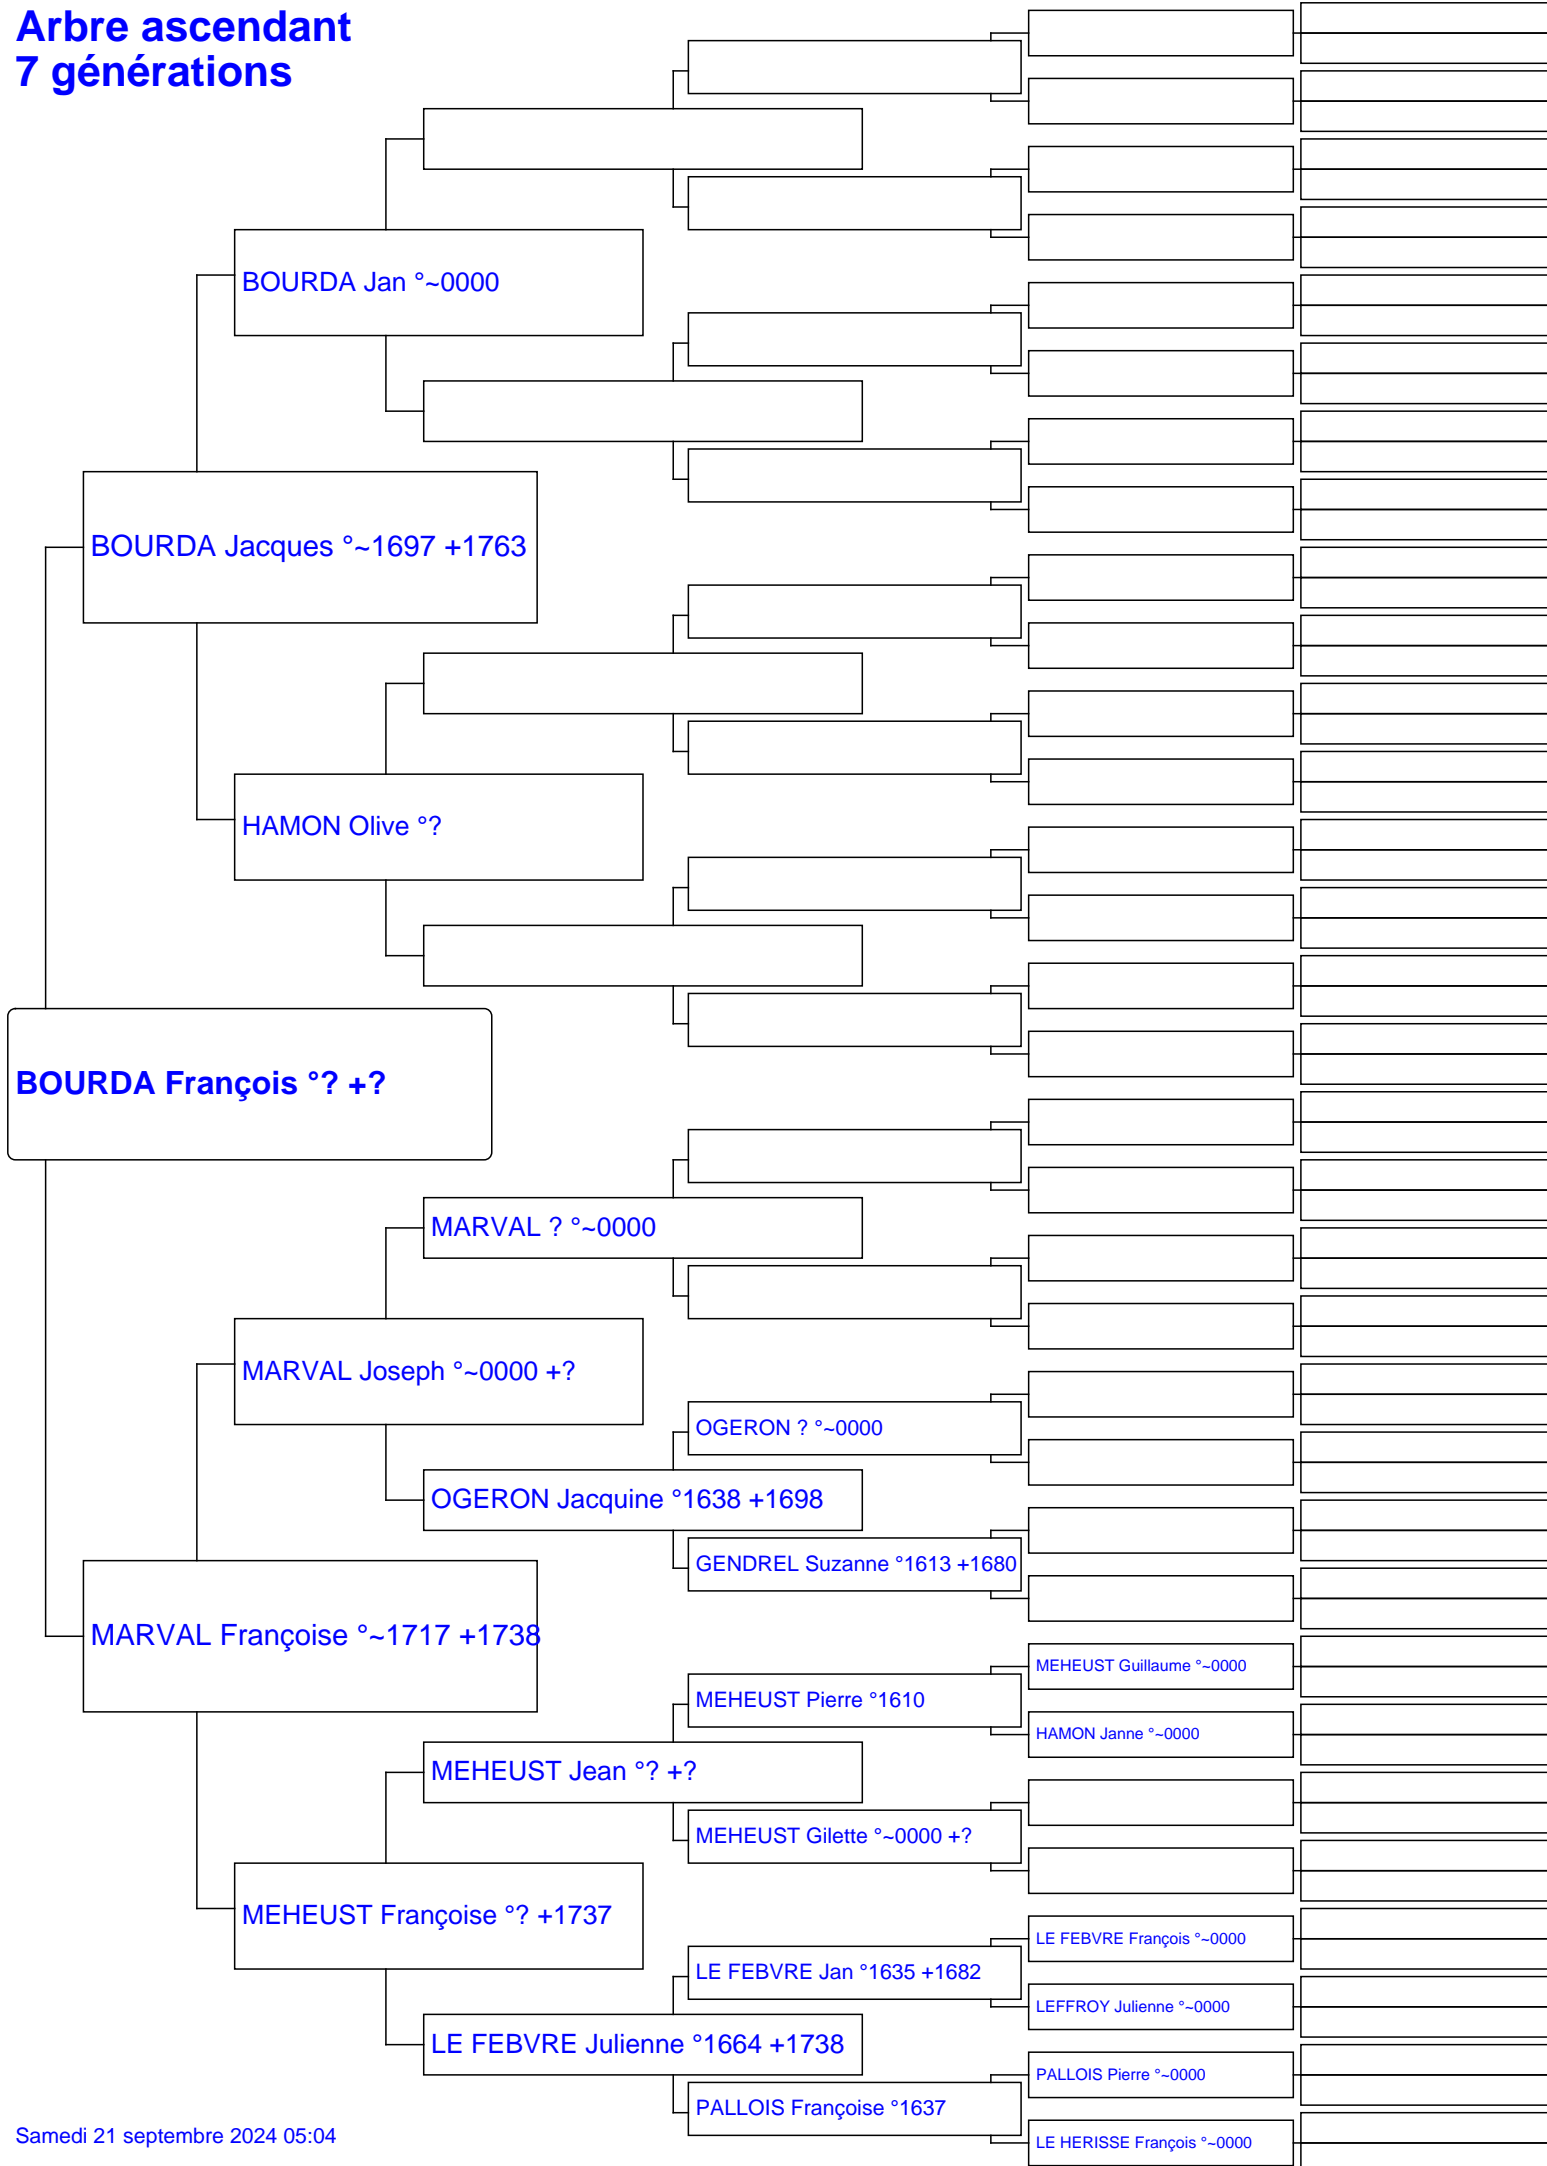 Arbre ascendant
7 générations
BOURDA Jan °~0000
BOURDA Jacques °~1697 +1763
HAMON Olive °?
BOURDA François °? +?
MARVAL ? °~0000
MARVAL Joseph °~0000 +?
OGERON ? °~0000
OGERON Jacquine °1638 +1698
GENDREL Suzanne °1613 +1680
MARVAL Françoise °~1717 +1738
MEHEUST Guillaume °~0000
MEHEUST Pierre °1610
HAMON Janne °~0000
MEHEUST Jean °? +?
MEHEUST Gilette °~0000 +?
MEHEUST Françoise °? +1737
LE FEBVRE François °~0000
LE FEBVRE Jan °1635 +1682
LEFFROY Julienne °~0000
LE FEBVRE Julienne °1664 +1738
PALLOIS Pierre °~0000
PALLOIS Françoise °1637
LE HERISSE François °~0000
Samedi 21 septembre 2024 05:04